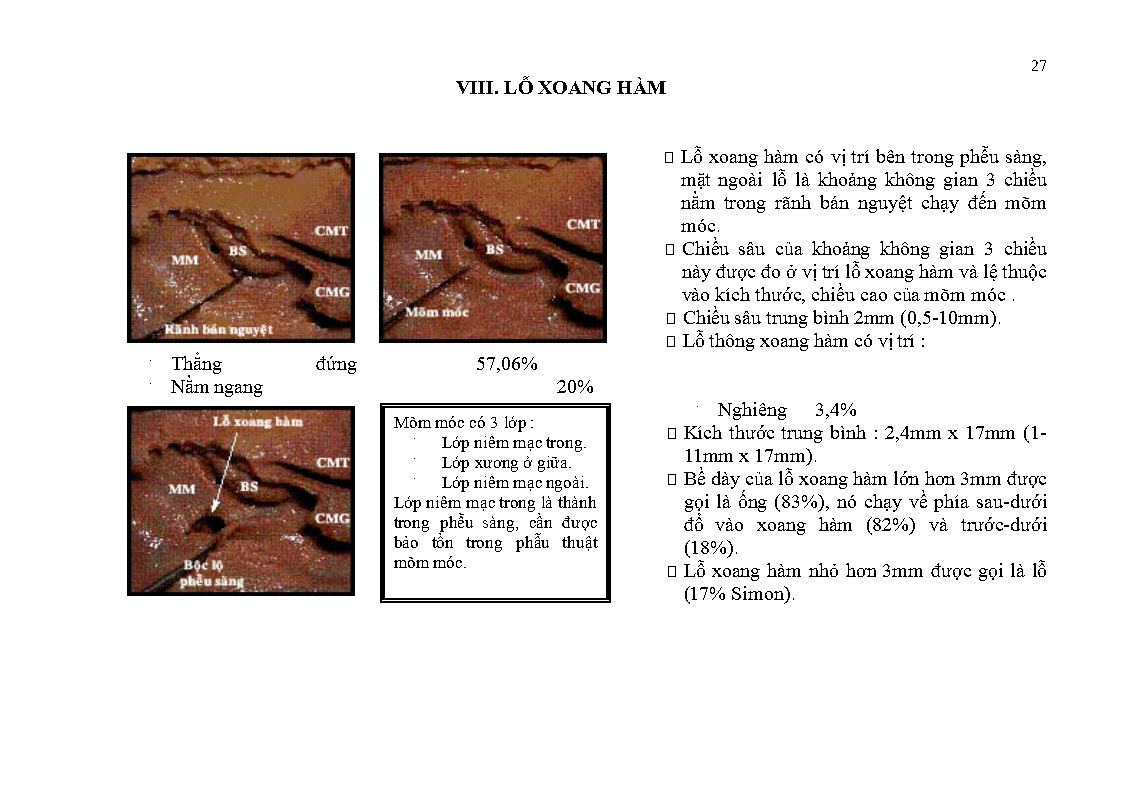 27
VIII. LỖ XOANG HÀM
CMT
BS
MM
CMG
Rãnh bán nguyệt
CMT
BS
MM
CMG
Mõm móc
Lỗ xoang hàm có vị trí bên trong phễu sàng,
mặt ngoài lỗ là khoảng không gian 3 chiều
nằm trong rãnh bán nguyệt chạy đến mõm
móc.
Chiều sâu của khoảng không gian 3 chiều
này được đo ở vị trí lỗ xoang hàm và lệ thuộc
vào kích thước, chiều cao của mõm móc .
Chiều sâu trung bình 2mm (0,5-10mm).
Lỗ thông xoang hàm có vị trí :
· Thẳng đứng 57,06%
· Nằm ngang 20%
· Nghiêng 3,4%
Lỗ xoang hàm
CMT
MM
BS
CMG
Bộc lộ
phễu sàng
Mõm móc có 3 lớp :
· Lớp niêm mạc trong.
· Lớp xương ở giữa.
· Lớp niêm mạc ngoài.
Lớp niêm mạc trong là thành
trong phễu sàng, cần được
bảo tồn trong phẫu thuật
mõm móc.
Kích thước trung bình : 2,4mm x 17mm (1-
11mm x 17mm).
Bề dày của lỗ xoang hàm lớn hơn 3mm được
gọi là ống (83%), nó chạy về phía sau-dưới
đổ vào xoang hàm (82%) và trước-dưới
(18%).
Lỗ xoang hàm nhỏ hơn 3mm được gọi là lỗ
(17% Simon).